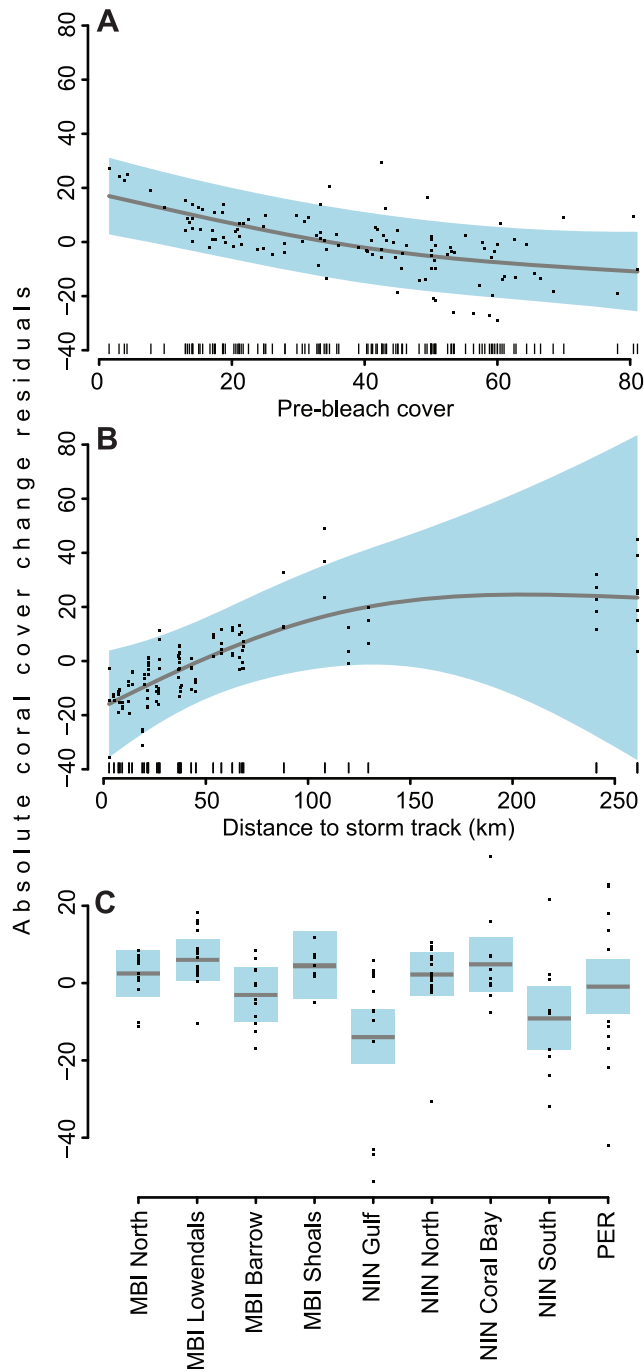 Absolute coral cover change residuals
A
80
60
40
20
0
−20
−40
0 20 40 60 80
Pre-bleach cover
B
80
60
40
20
0
−20
−40
0 50 100 150 200 250
Distance to storm track (km)
C
20
0
−20
−40
MBI North
MBI Lowendals
MBI Barrow
MBI Shoals
NIN Gulf
NIN North
NIN Coral Bay
NIN South
PER